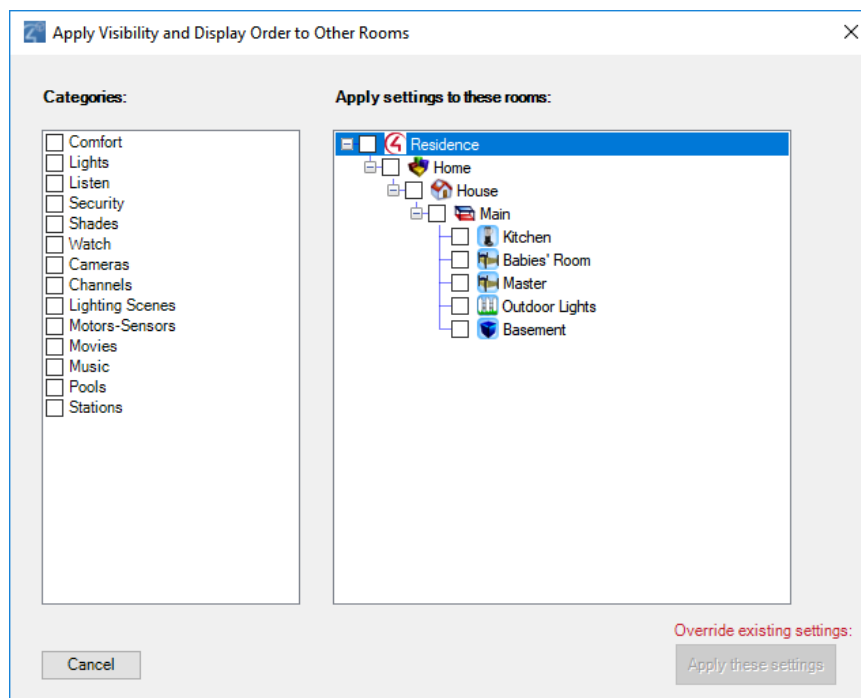 Apply Visibility and Display Order to Other Rooms
Categories:
Apply settings to these rooms:
Comfort
Lights
Listen
Security
Shades
Watch
Cameras
Channels
Lighting Scenes
Motors-Sensors
Movies
Music
Pools
Stations
Residence
Home
House
Main
Kitchen
Babies' Room
Master
Outdoor Lights
Basement
Override existing settings:
Cancel
Apply these settings